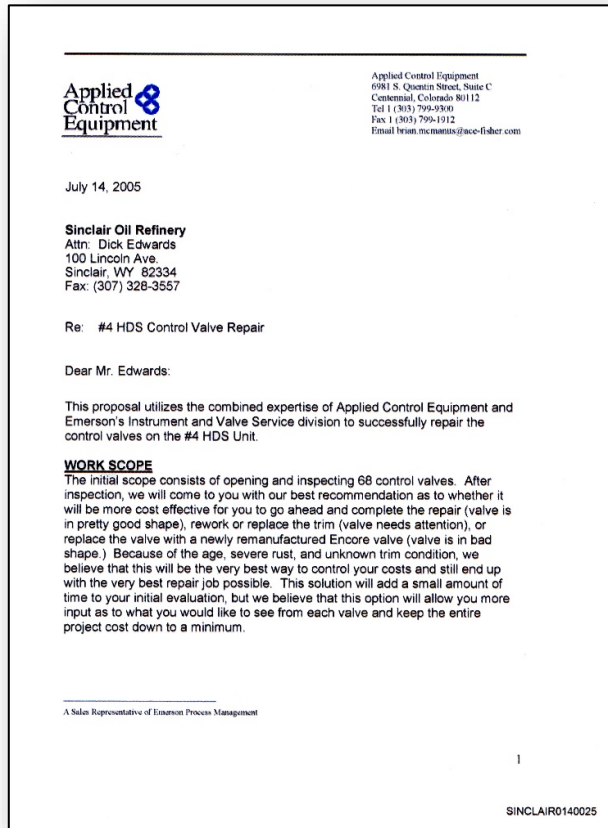 Applied
Control
Equipment
Applied Control Equipment
6981 S. Quentin Street, Suite C
Centennial, Colorado 80112
Tel 1 (303) 799-9300
Fax 1 (303) 799-1912
Email brian.mcmanus@ace-fisher.com
July 14, 2005
Sinclair Oil Refinery
Attn: Dick Edwards
100 Lincoln Ave.
Sinclair, WY 82334
Fax: (307) 328-3557
Re: #4 HDS Control Valve Repair
Dear Mr. Edwards:
This proposal utilizes the combined expertise of Applied Control Equipment and
Emerson's Instrument and Valve Service division to successfully repair the
control valves on the #4 HDS Unit.
WORK SCOPE
The initial scope consists of opening and inspecting 68 control valves. After
inspection, we will come to you with our best recommendation as to whether it
will be more cost effective for you to go ahead and complete the repair (valve is
in pretty good shape), rework or replace the trim (valve needs attention), or
replace the valve with a newly remanufactured Encore valve (valve is in bad
shape.) Because of the age, severe rust, and unknown trim condition, we
believe that this will be the very best way to control your costs and still end up
with the very best repair job possible. This solution will add a small amount of
time to your initial evaluation, but we believe that this option will allow you more
input as to what you would like to see from each valve and keep the entire
project cost down to a minimum.
A Sales Representative of Emerson Process Management
1
SINCLAIR0140025